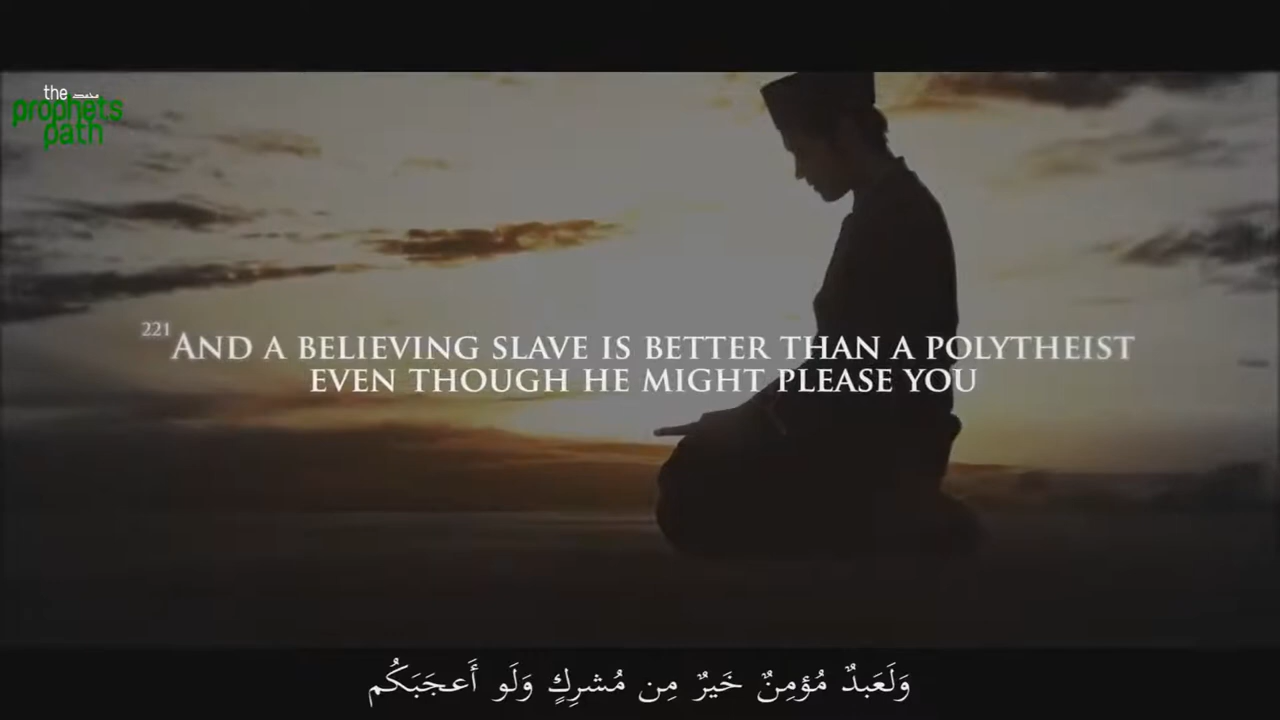 the
prophets
path
221 AND A BELIEVING SLAVE IS BETTER THAN A POLYTHEIST
EVEN THOUGH HE MIGHT PLEASE YOU
وَلَعَبدٌ مُؤمِنٌ خَيرٌ مِن مُشرِكٍ وَلَو أَعجَبَكُم